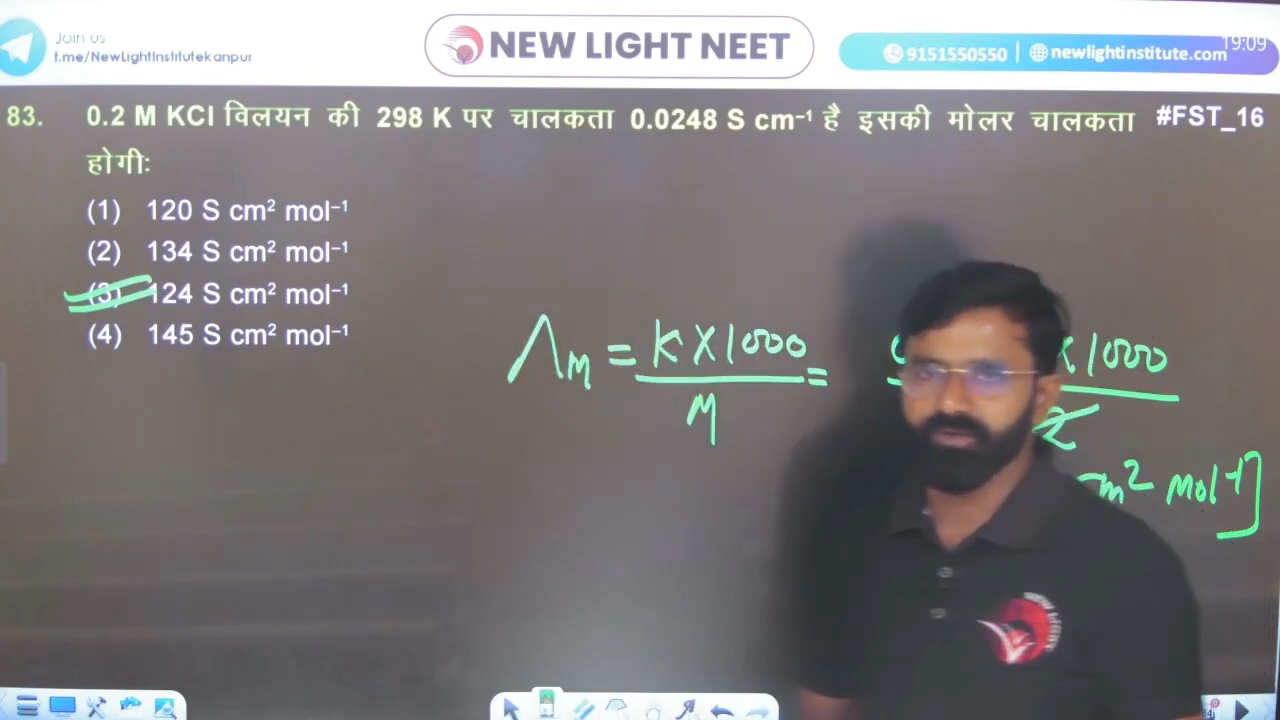 Join us
t.me/NewLightInstitutekanpur
NEW LIGHT NEET
9151550550 | newlightinstitute.com
19:09
83. 0.2 M KCl विलयन की 298 K पर चालकता 0.0248 S cm⁻¹ है इसकी मोलर चालकता #FST_16
होगीः
(1) 120 S cm² mol⁻¹
(2) 134 S cm² mol⁻¹
(3) 124 S cm² mol⁻¹
(4) 145 S cm² mol⁻¹
Λm = K X 1000 = X 1000
M 2
m² mol⁻¹]